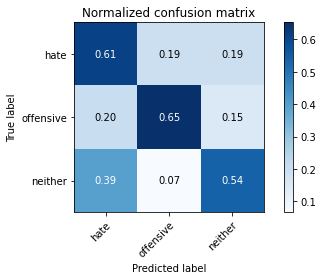 Normalized confusion matrix
True label
hate 0.61 0.19 0.19
offensive 0.20 0.65 0.15
neither 0.39 0.07 0.54
hate offensive neither
Predicted label
0.6
0.5
0.4
0.3
0.2
0.1